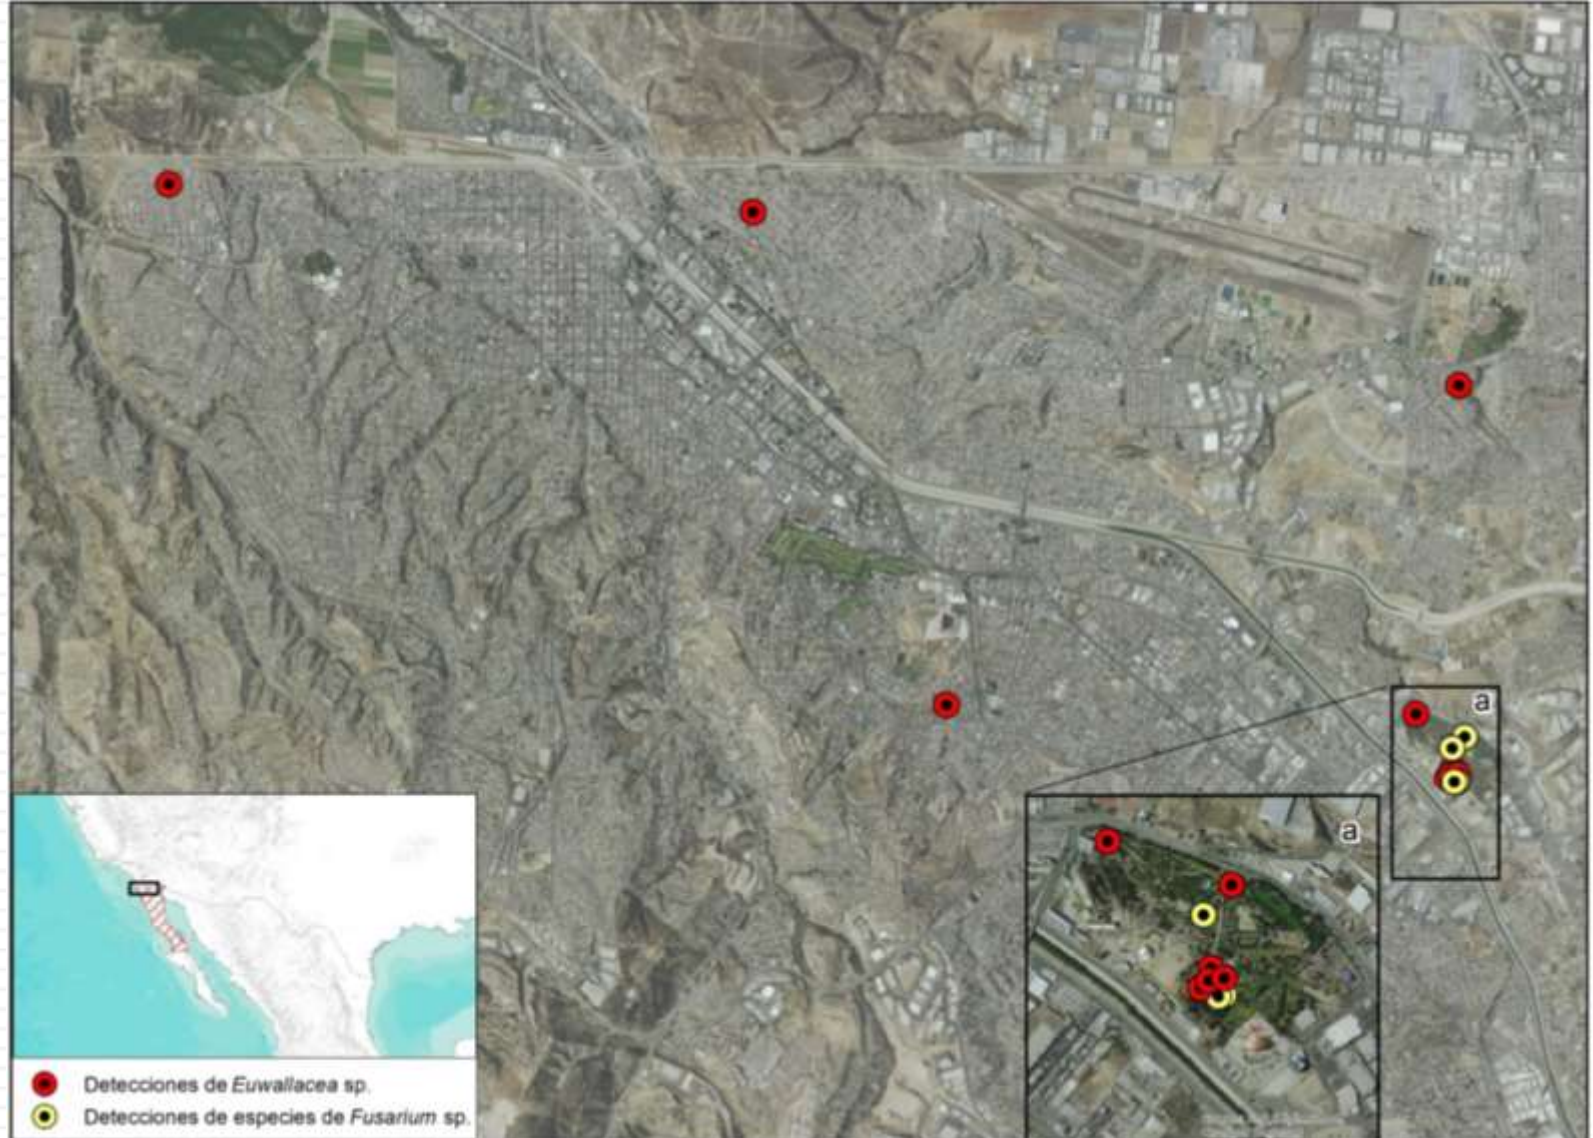 a
a
Detecciones de Euwallacea sp.
Detecciones de especies de Fusarium sp.